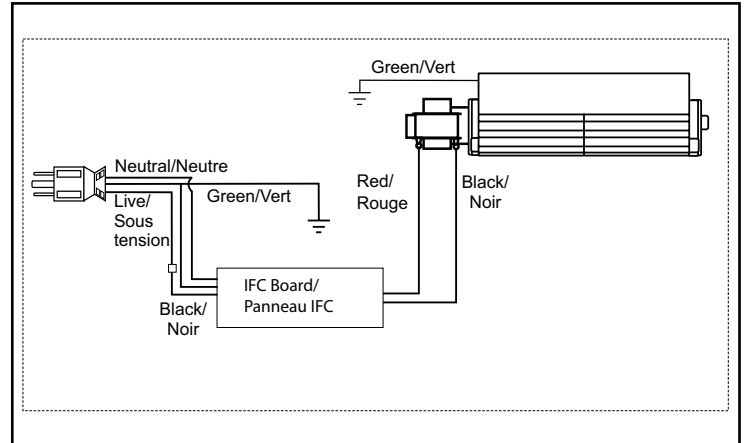 Green/Vert
Neutral/Neutre
Live/
Sous
tension
Green/Vert
Red/
Rouge
Black/
Noir
IFC Board/
Panneau IFC
Black/
Noir